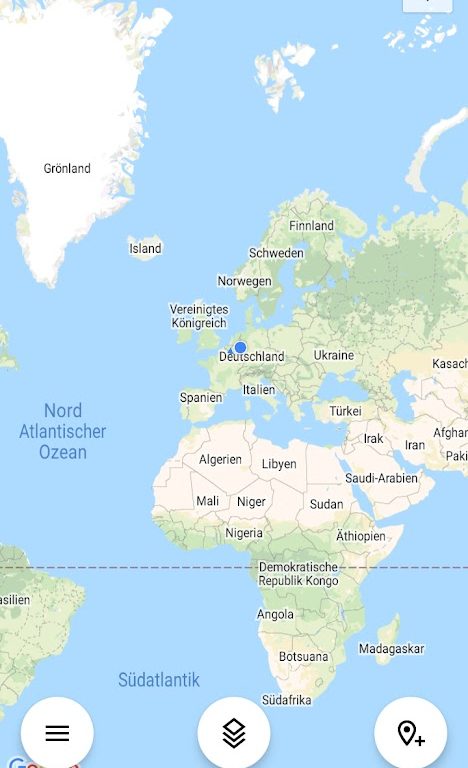 Grönland
Finnland
Island
Schweden
Norwegen
Vereinigtes
Königreich
Deutschland
Ukraine
Kasach
Italien
Spanien
Türkei
Nord
Atlantischer
Ozean
Irak
Iran
Afghan
Paki
Algerien
Libyen
Saudi-Arabien
Mali
Niger
Sudan
Nigeria
Äthiopien
Demokratische
Republik Kongo
asilien
Angola
Madagaskar
Botsuana
Südatlantik
Südafrika
Google